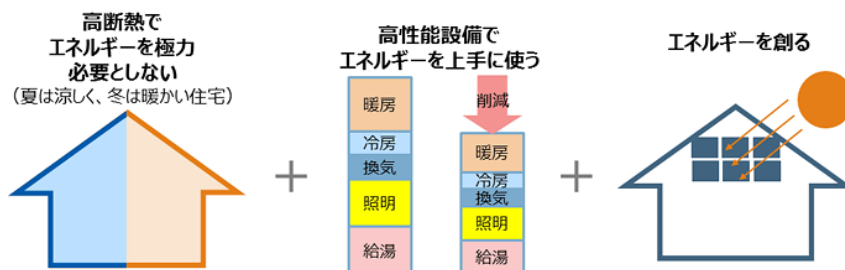 高断熱で
エネルギーを極力
必要としない
（夏は涼しく、冬は暖かい住宅）
高性能設備で
エネルギーを上手に使う
暖房
冷房
換気
照明
給湯
削減
暖房
冷房
換気
照明
給湯
エネルギーを創る